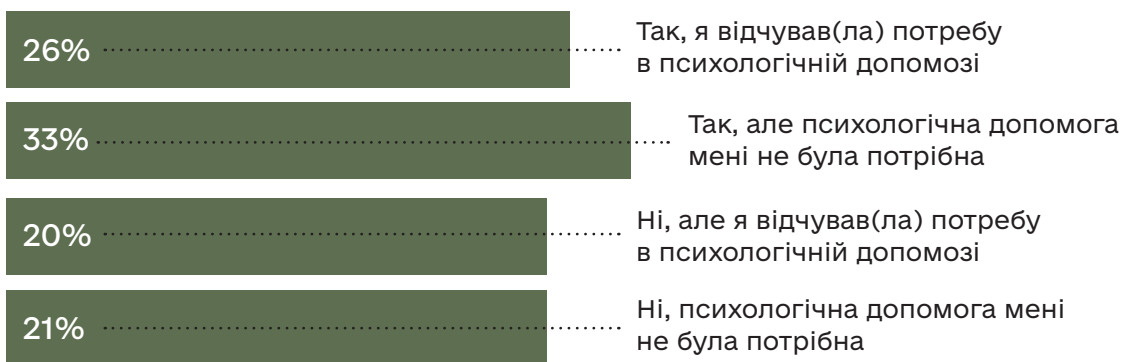 26%
Так, я відчував(ла) потребу
в психологічній допомозі
33%
Так, але психологічна допомога
мені не була потрібна
20%
Ні, але я відчував(ла) потребу
в психологічній допомозі
21%
Ні, психологічна допомога мені
не була потрібна